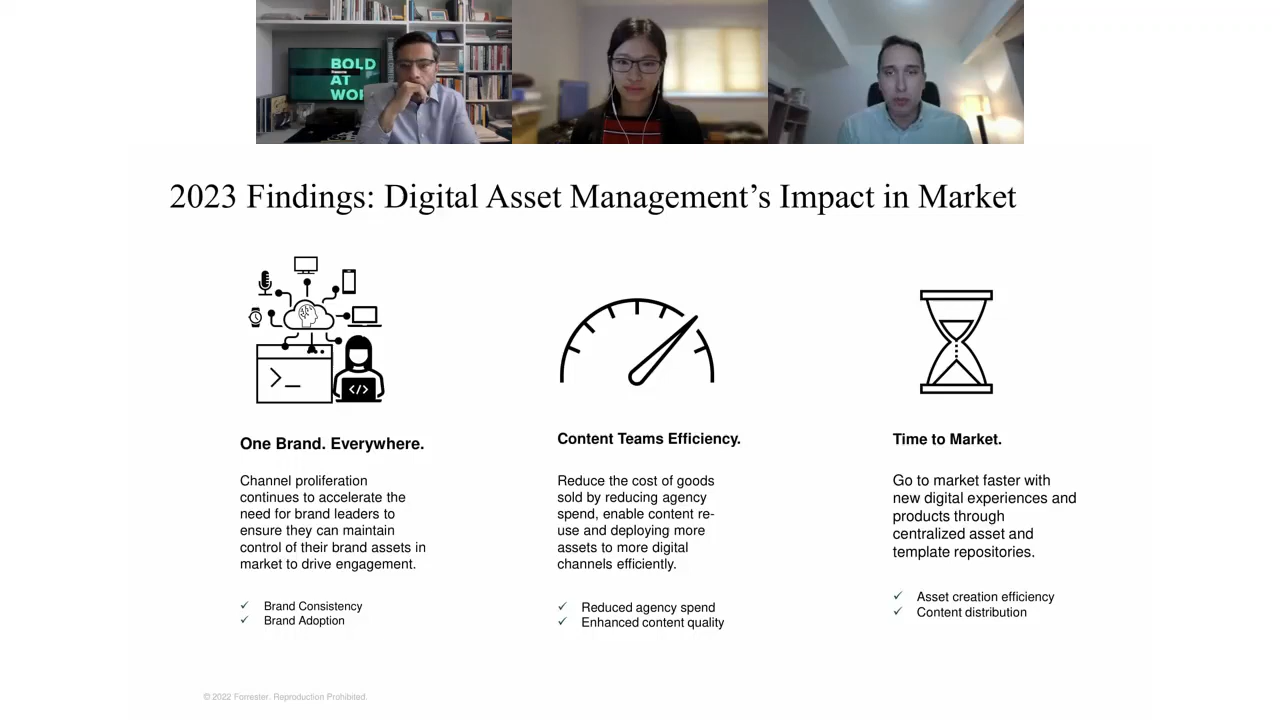 BOLD
AT
WOR
2023 Findings: Digital Asset Management’s Impact in Market
>_
</>
One Brand. Everywhere.
Channel proliferation
continues to accelerate the
need for brand leaders to
ensure they can maintain
control of their brand assets in
market to drive engagement.
Brand Consistency
Brand Adoption
Content Teams Efficiency.
Reduce the cost of goods
sold by reducing agency
spend, enable content re-
use and deploying more
assets to more digital
channels efficiently.
Reduced agency spend
Enhanced content quality
Time to Market.
Go to market faster with
new digital experiences and
products through
centralized asset and
template repositories.
Asset creation efficiency
Content distribution
© 2022 Forrester. Reproduction Prohibited.